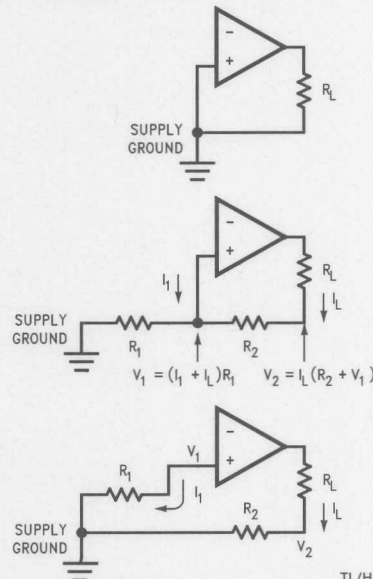 −
+
R_L
SUPPLY
GROUND
−
+
I_1
R_L
I_L
SUPPLY
GROUND
R_1
R_2
V_1 = (I_1 + I_L)R_1
V_2 = I_L(R_2 + V_1)
−
+
V_1
R_1
I_1
R_L
I_L
R_2
SUPPLY
GROUND
V_2
TL/H